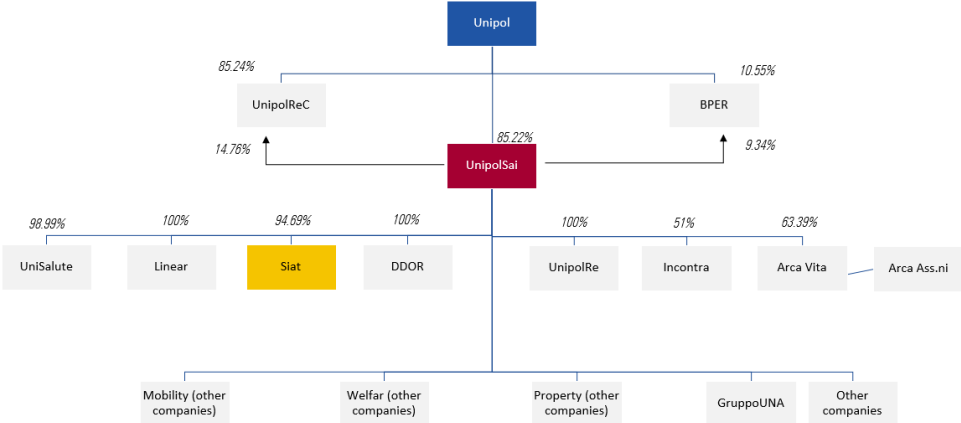 Unipol
85.24%
10.55%
UnipolReC
BPER
85.22%
14.76%
9.34%
UnipolSai
98.99%
100%
94.69%
100%
100%
51%
63.39%
UniSalute
Linear
Siat
DDOR
UnipolRe
Incontra
Arca Vita
Arca Ass.ni
Mobility (other
companies)
Welfar (other
companies)
Property (other
companies)
GruppoUNA
Other
companies